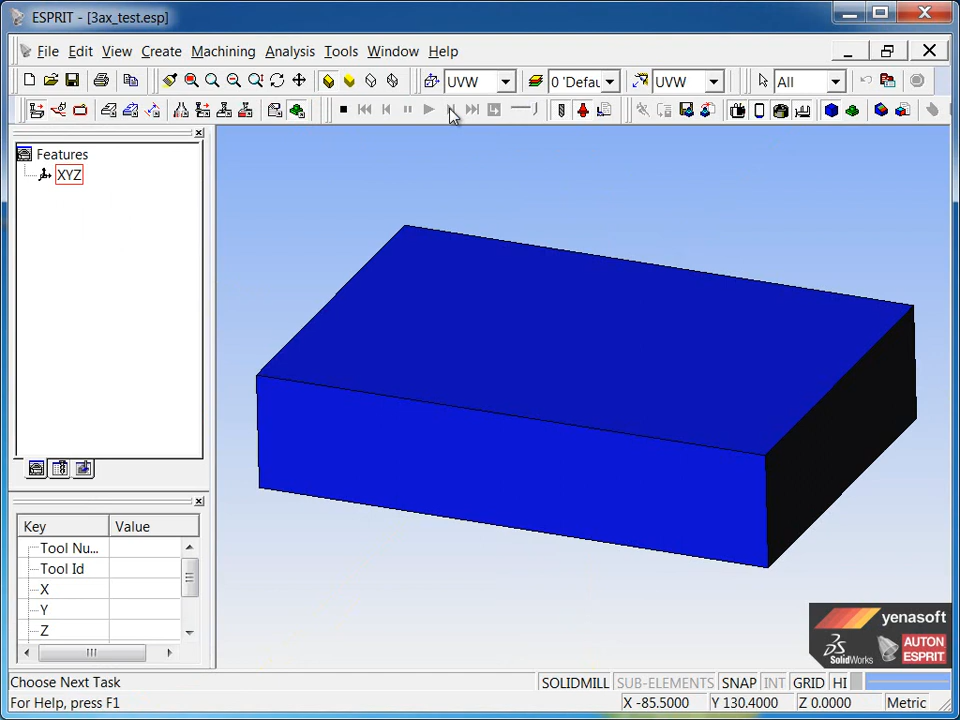 ESPRIT - [3ax_test.esp]
File Edit View Create Machining Analysis Tools Window Help
UVW 0 'Defau UVW All
Features
XYZ
Key Value
Tool Nu...
Tool Id
X
Y
Z
yenasoft
SolidWorks
AUTON
ESPRIT
Choose Next Task SOLIDMILL SUB-ELEMENTS SNAP INT GRID HI
For Help, press F1 X -85.5000 Y 130.4000 Z 0.0000 Metric